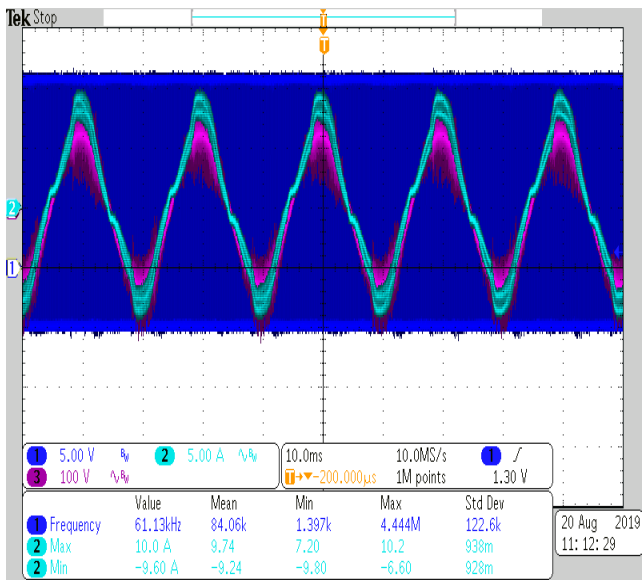 Tek Stop
T
T
2
1
1 5.00 V BW 2 5.00 A ∿BW
3 100 V ∿BW
10.0ms 10.0MS/s 1 ∫
T→▼-200.000µs 1M points 1.30 V
Value Mean Min Max Std Dev
1 Frequency 61.13kHz 84.06k 1.397k 4.444M 122.6k
2 Max 10.0 A 9.74 7.20 10.2 938m
2 Min -9.60 A -9.24 -9.80 -6.60 928m
20 Aug 2019
11:12:29